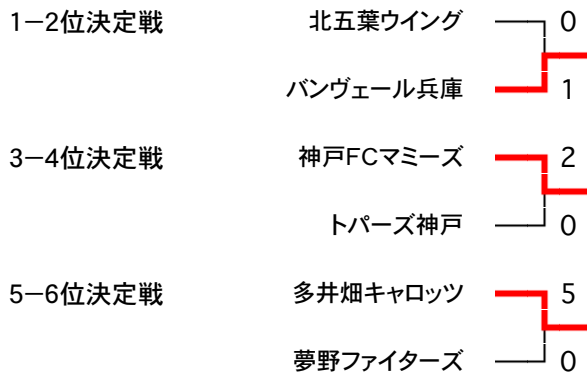 1－2位決定戦 北五葉ウイング 0
バンヴェール兵庫 1
3－4位決定戦 神戸FCマミーズ 2
トパーズ神戸 0
5－6位決定戦 多井畑キャロッツ 5
夢野ファイターズ 0